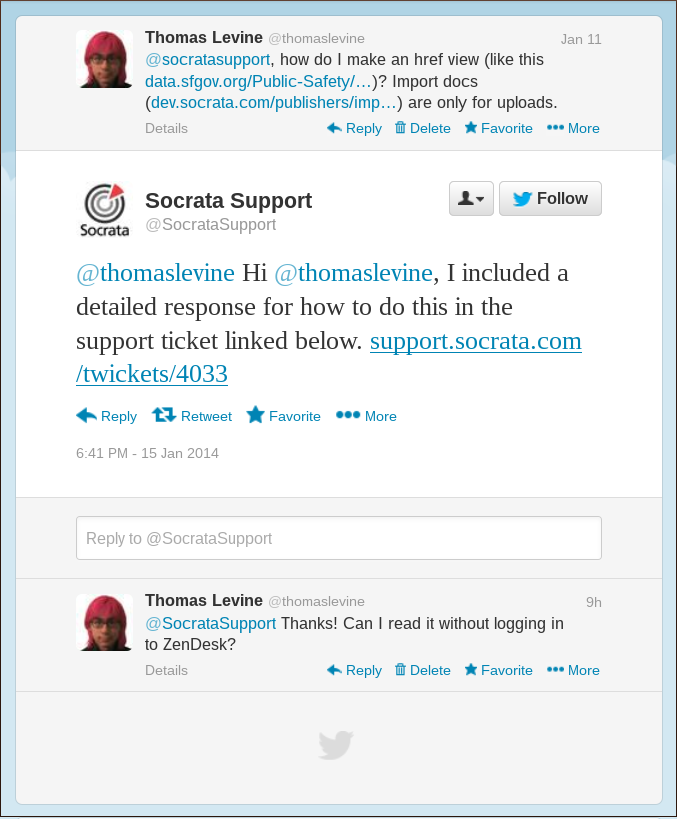 Thomas Levine @thomaslevine Jan 11
@socratasupport, how do I make an href view (like this
data.sfgov.org/Public-Safety/…)? Import docs
(dev.socrata.com/publishers/imp…) are only for uploads.
Details Reply Delete Favorite More
Socrata
Socrata Support
@SocrataSupport
Follow
@thomaslevine Hi @thomaslevine, I included a
detailed response for how to do this in the
support ticket linked below. support.socrata.com
/twickets/4033
Reply Retweet Favorite More
6:41 PM - 15 Jan 2014
Reply to @SocrataSupport
Thomas Levine @thomaslevine 9h
@SocrataSupport Thanks! Can I read it without logging in
to ZenDesk?
Details Reply Delete Favorite More